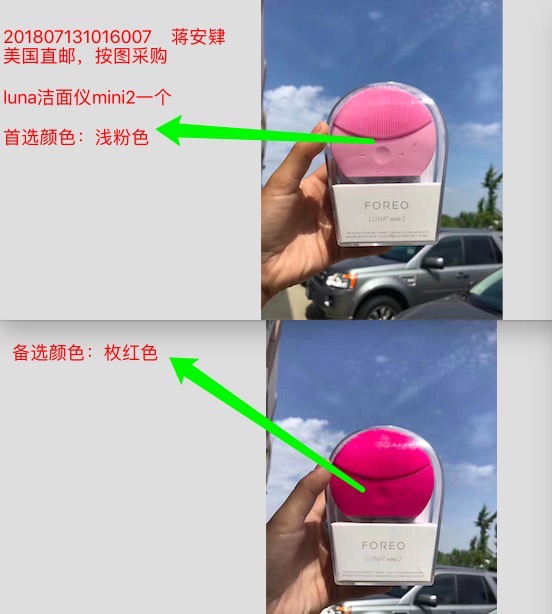 201807131016007 蒋安肄
美国直邮，按图采购
luna洁面仪mini2一个
首选颜色：浅粉色
FOREO
LUNA™ mini 2
备选颜色：枚红色
FOREO
LUNA™ mini 2